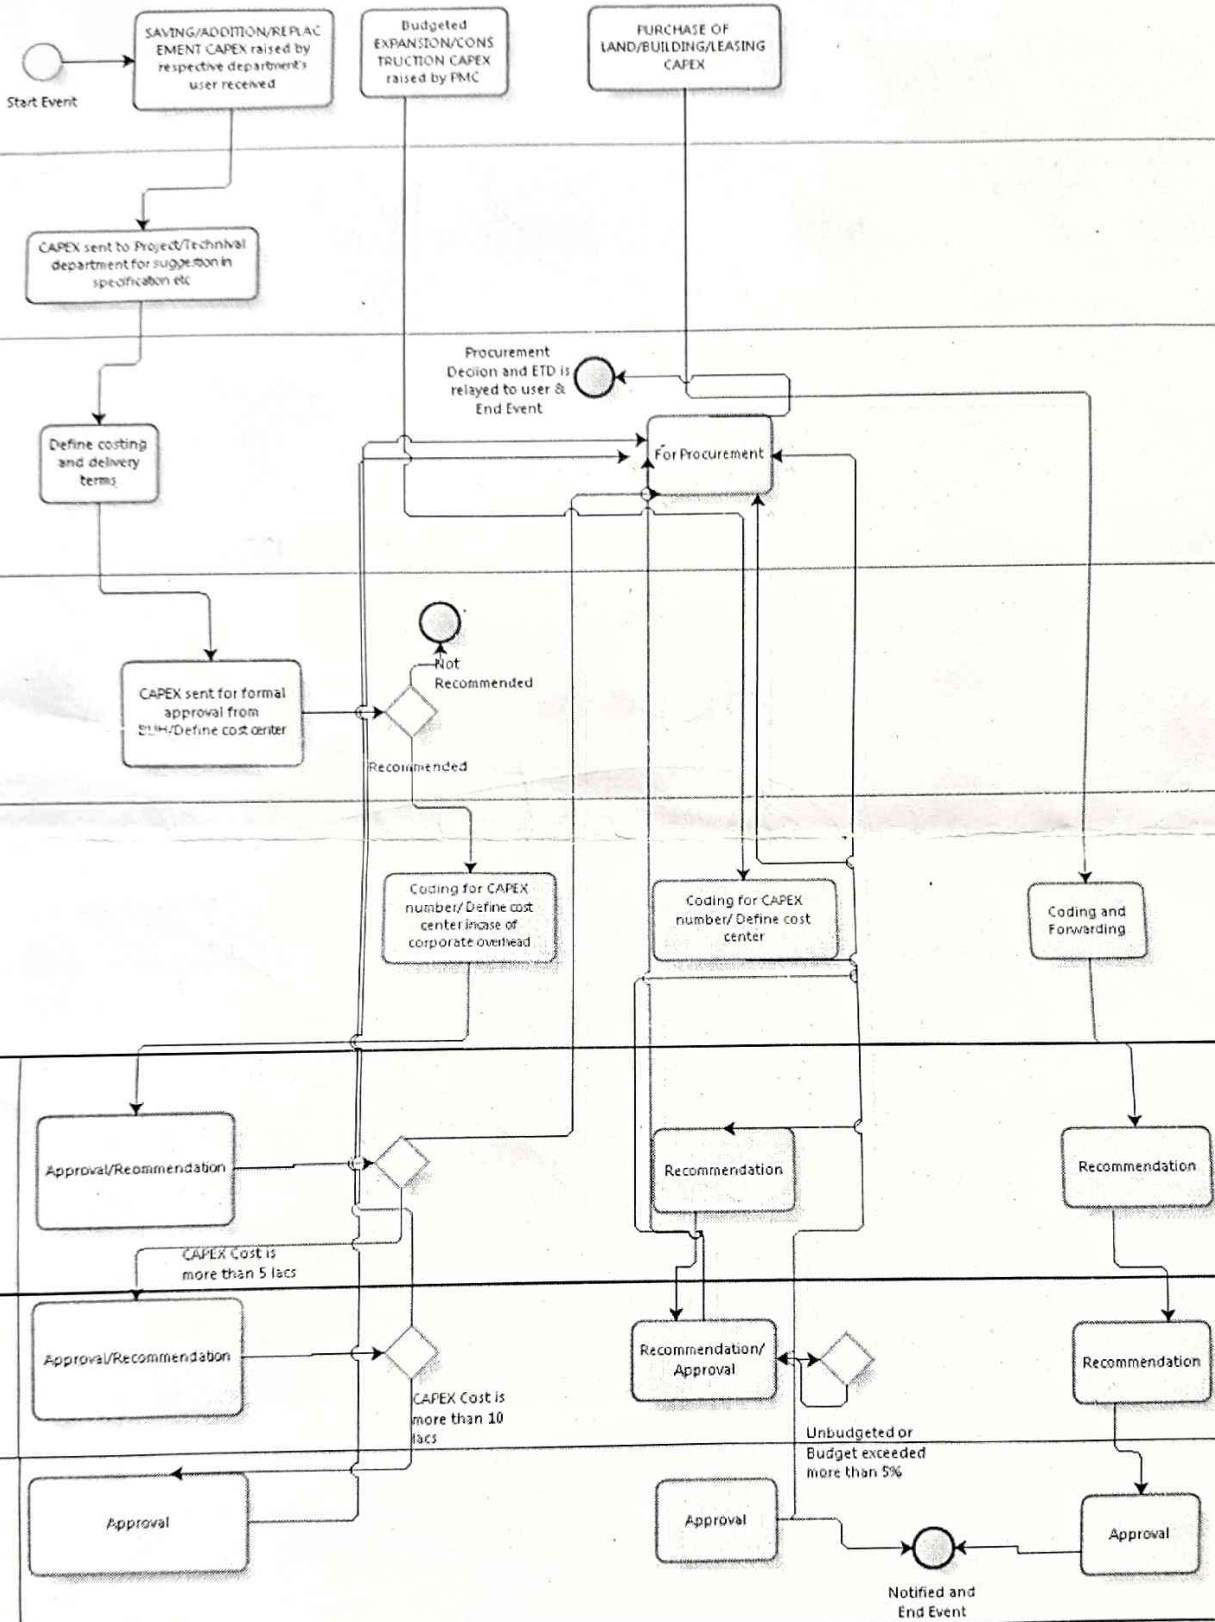 SAVING/ADDITION/REPLAC
EMENT CAPEX raised by
respective department's
user received
Budgeted
EXPANSION/CONS
TRUCTION CAPEX
raised by PMC
PURCHASE OF
LAND/BUILDING/LEASING
CAPEX
Start Event
CAPEX sent to Project/Technival
department for suggestion in
specification etc
Procurement
Deciion and ETD is
relayed to user &
End Event
Define costing
and delivery
terms
For Procurement
Not
Recommended
CAPEX sent for formal
approval from
/Define cost center
Recommended
Coding for CAPEX
number/ Define cost
center incase of
corporate overhead
Coding for CAPEX
number/ Define cost
center
Coding and
Forwarding
Approval/Reommendation
Recommendation
Recommendation
CAPEX Cost is
more than 5 lacs
Approval/Recommendation
Recommendation/
Approval
Recommendation
CAPEX Cost is
more than 10
lacs
Unbudgeted or
Budget exceeded
more than 5%
Approval
Approval
Approval
Notified and
End Event